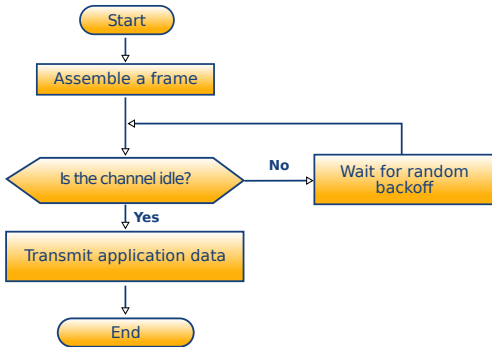 Start
Assemble a frame
Is the channel idle?
No
Wait for random
backoff
Yes
Transmit application data
End